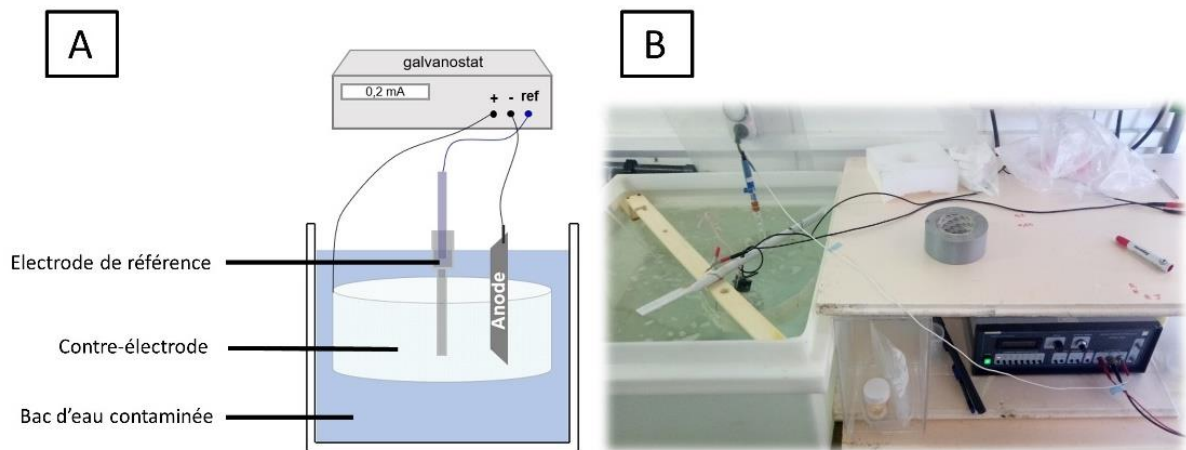 A
galvanostat
0,2 mA
+ - ref
Electrode de référence
Anode
Contre-électrode
Bac d'eau contaminée
B